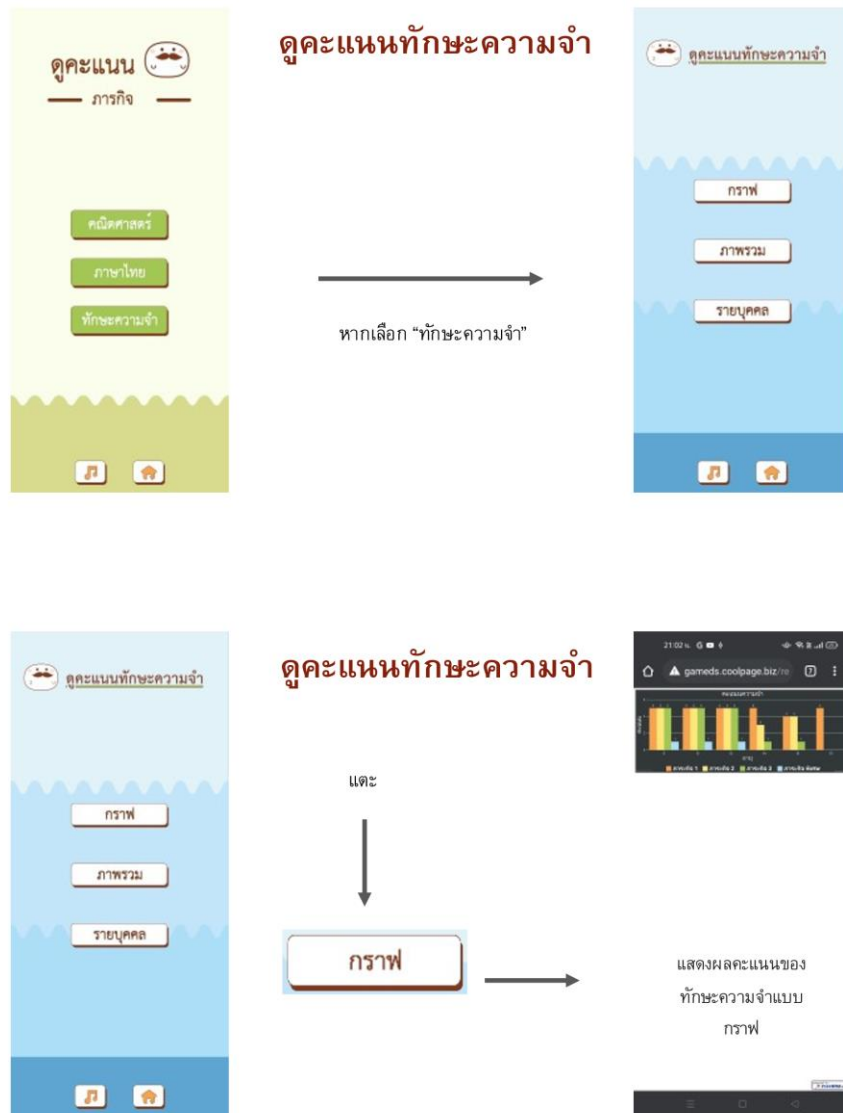 ดูคะแนน
ภารกิจ
คณิตศาสตร์
ภาษาไทย
ทักษะความจำ
ดูคะแนนทักษะความจำ
หากเลือก “ทักษะความจำ”
ดูคะแนนทักษะความจำ
กราฟ
ภาพรวม
รายบุคคล
ดูคะแนนทักษะความจำ
กราฟ
ภาพรวม
รายบุคคล
ดูคะแนนทักษะความจำ
แตะ
กราฟ
21:02 น.
gameds.coolpage.biz/re
แสดงผลคะแนนของ
ทักษะความจำแบบ
กราฟ